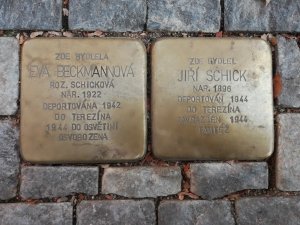 ZDE BYDLELA
EVA BECKMANNOVÁ
ROZ. SCHICKOVÁ
NAR. 1922
DEPORTOVÁNA 1942
DO TEREZÍNA
1944 DO OSVĚTIMI
OSVOBOZENA
ZDE BYDLEL
JIŘÍ SCHICK
NAR. 1896
DEPORTOVÁN 1944
DO TEREZÍNA
1944
TAMTÉŽ